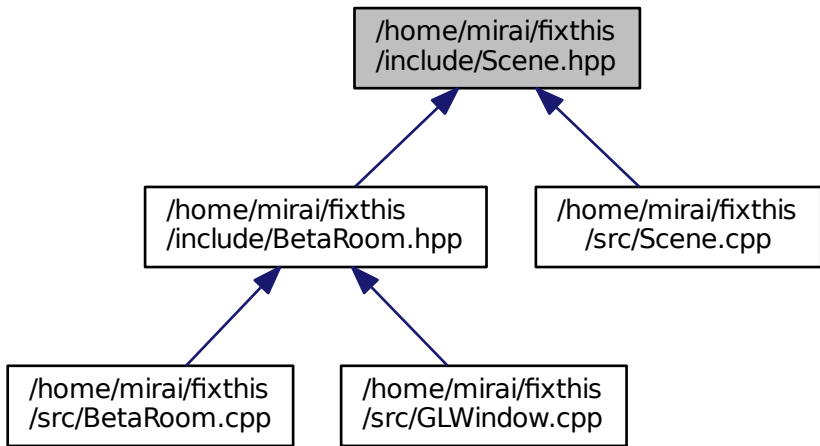 /home/mirai/fixthis
/include/Scene.hpp
/home/mirai/fixthis
/include/BetaRoom.hpp
/home/mirai/fixthis
/src/Scene.cpp
/home/mirai/fixthis
/src/BetaRoom.cpp
/home/mirai/fixthis
/src/GLWindow.cpp